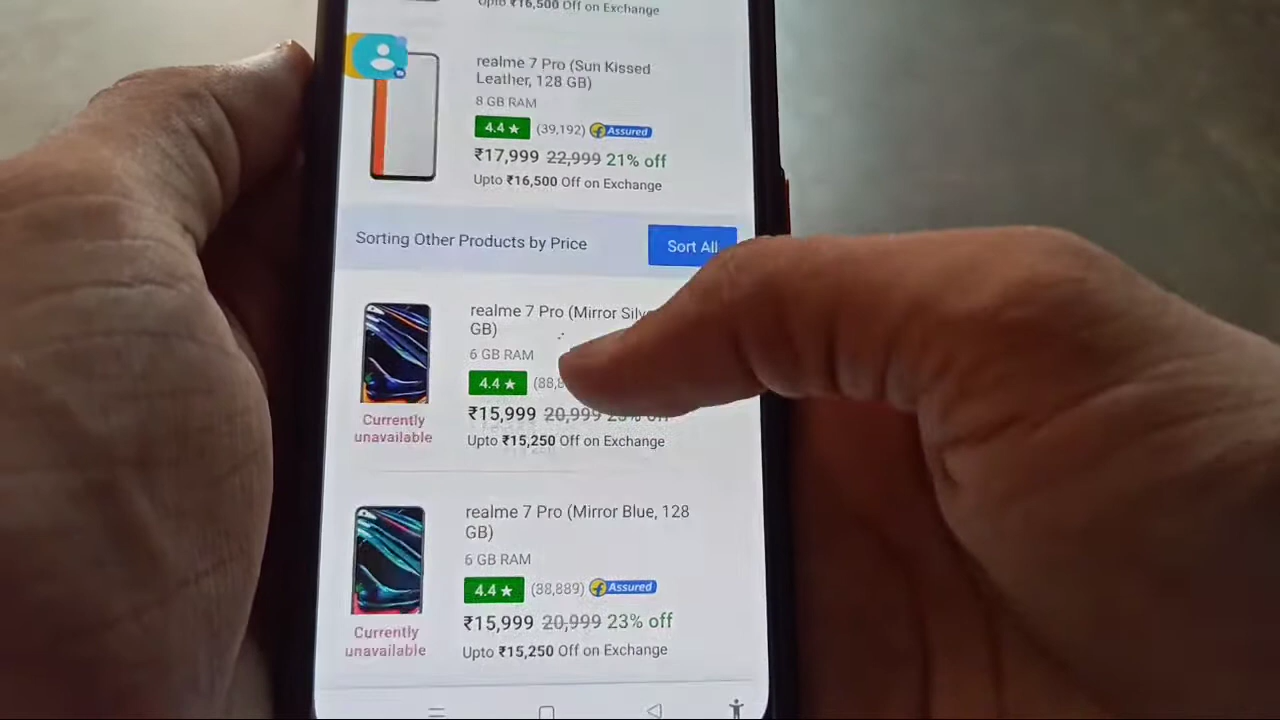 Upto ₹16,500 Off on Exchange
realme 7 Pro (Sun Kissed
Leather, 128 GB)
8 GB RAM
4.4★ (39,192) Assured
₹17,999 22,999 21% off
Upto ₹16,500 Off on Exchange
Sorting Other Products by Price
Sort All
realme 7 Pro (Mirror
GB)
6 GB RAM
4.4★
₹15,999 20,999 23% off
Upto ₹15,250 Off on Exchange
Currently
unavailable
realme 7 Pro (Mirror Blue, 128
GB)
6 GB RAM
4.4★ (38,889) Assured
₹15,999 20,999 23% off
Upto ₹15,250 Off on Exchange
Currently
unavailable